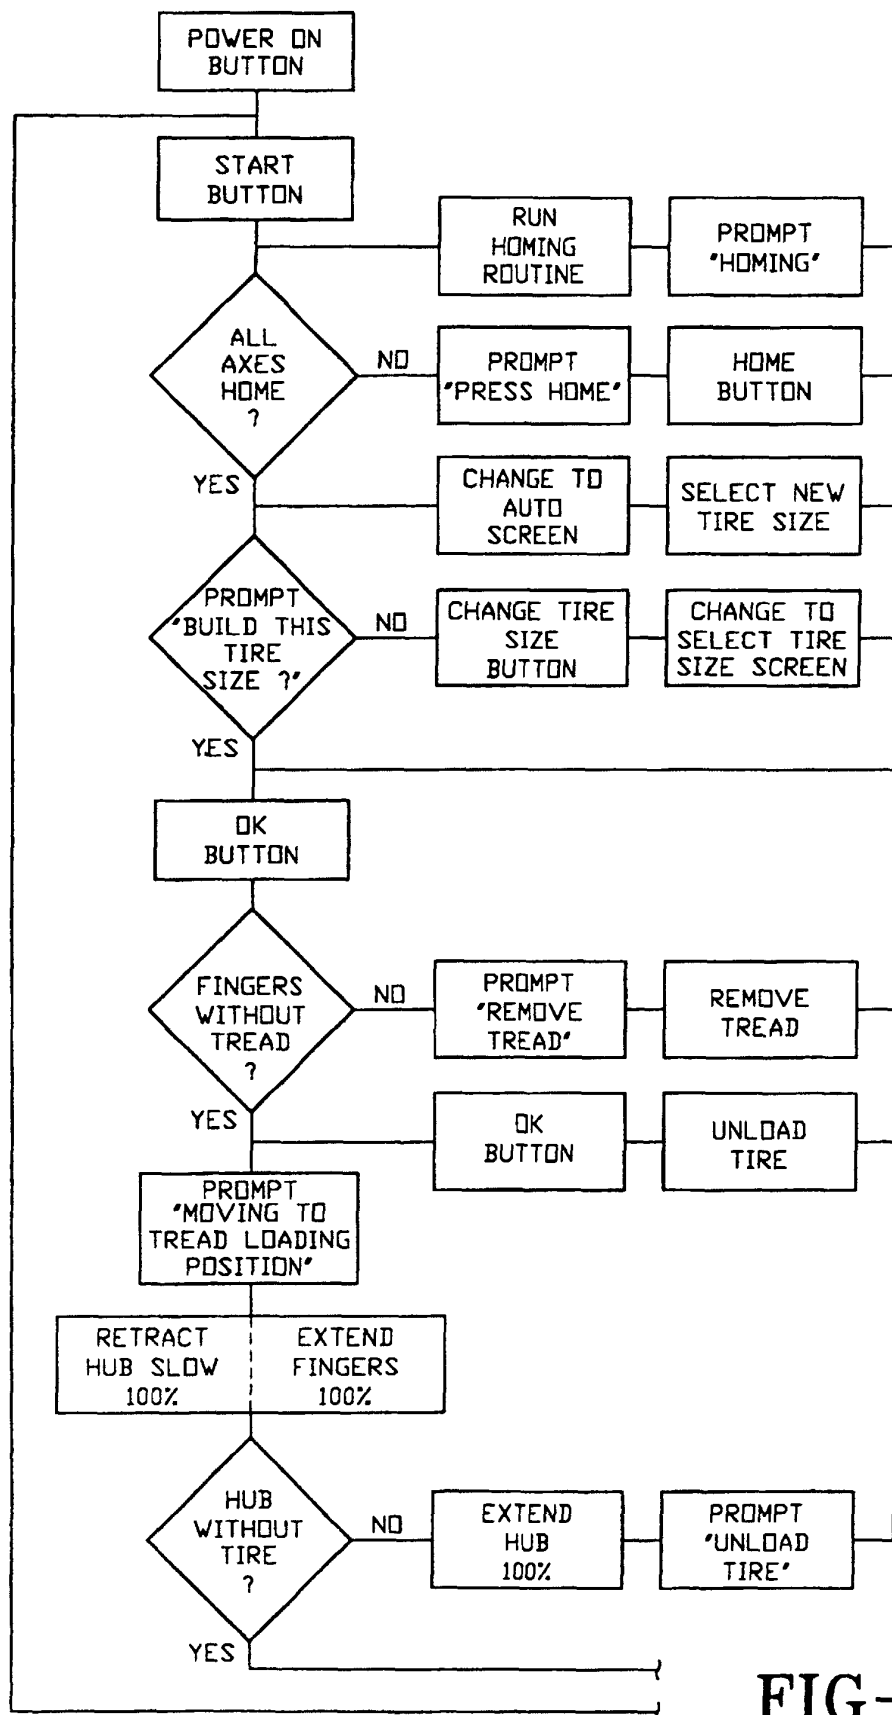 POWER ON
BUTTON
START
BUTTON
RUN
HOMING
ROUTINE
PROMPT
"HOMING"
ALL
AXES
HOME
?
NO
PROMPT
"PRESS HOME"
HOME
BUTTON
YES
CHANGE TO
AUTO
SCREEN
SELECT NEW
TIRE SIZE
PROMPT
"BUILD THIS
TIRE
SIZE ?"
NO
CHANGE TIRE
SIZE
BUTTON
CHANGE TO
SELECT TIRE
SIZE SCREEN
YES
OK
BUTTON
FINGERS
WITHOUT
TREAD
?
NO
PROMPT
"REMOVE
TREAD"
REMOVE
TREAD
YES
OK
BUTTON
UNLOAD
TIRE
PROMPT
"MOVING TO
TREAD LOADING
POSITION"
RETRACT
HUB SLOW
100%
EXTEND
FINGERS
100%
HUB
WITHOUT
TIRE
?
NO
EXTEND
HUB
100%
PROMPT
"UNLOAD
TIRE"
YES
FIG-